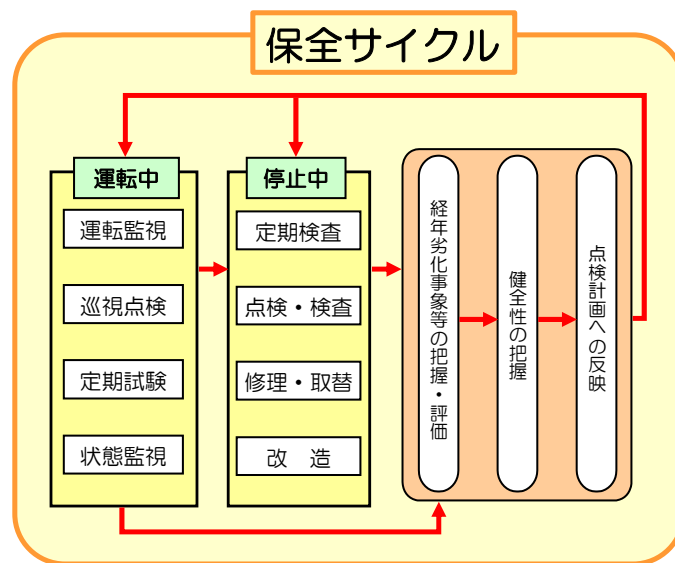 保全サイクル
運転中
運転監視
巡視点検
定期試験
状態監視
停止中
定期検査
点検・検査
修理・取替
改　造
経年劣化事象等の把握・評価
健全性の把握
点検計画への反映